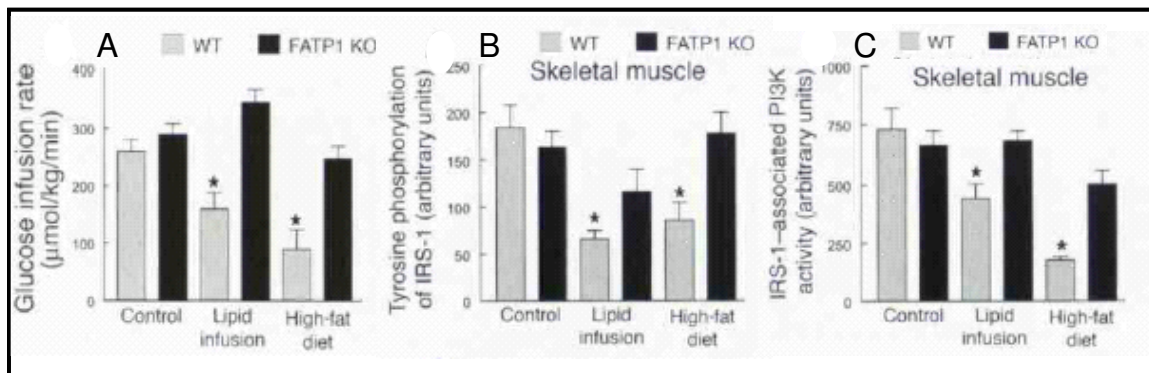 A
WT
FATP1 KO
Glucose infusion rate
(µmol/kg/min)
400
300
200
100
0
*
*
Control
Lipid
infusion
High-fat
diet
B
WT
FATP1 KO
Skeletal muscle
Tyrosine phosphorylation
of IRS-1 (arbitrary units)
250
200
150
100
50
0
*
*
Control
Lipid
infusion
High-fat
diet
C
WT
FATP1 KO
Skeletal muscle
IRS-1–associated PI3K
activity (arbitrary units)
1000
750
500
250
0
*
*
Control
Lipid
infusion
High-fat
diet